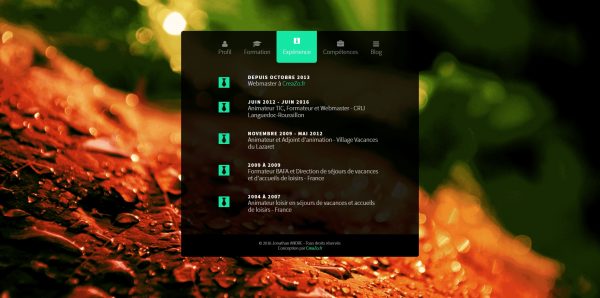 Profil
Formation
Expérience
Compétences
Blog
DEPUIS OCTOBRE 2013
Webmaster à CreaZo.fr
JUIN 2012 - JUIN 2016
Animateur TIC, Formateur et Webmaster - CRIJ
Languedoc-Roussillon
NOVEMBRE 2009 - MAI 2012
Animateur et Adjoint d'animation - Village Vacances
du Lazaret
2009 À 2009
Formateur BAFA et Direction de séjours de vacances
et d'accueils de loisirs - France
2004 À 2007
Animateur loisir en séjours de vacances et accueils
de loisirs - France
© 2016 Jonathan - Tous droits réservés
Conception par CreaZo.fr